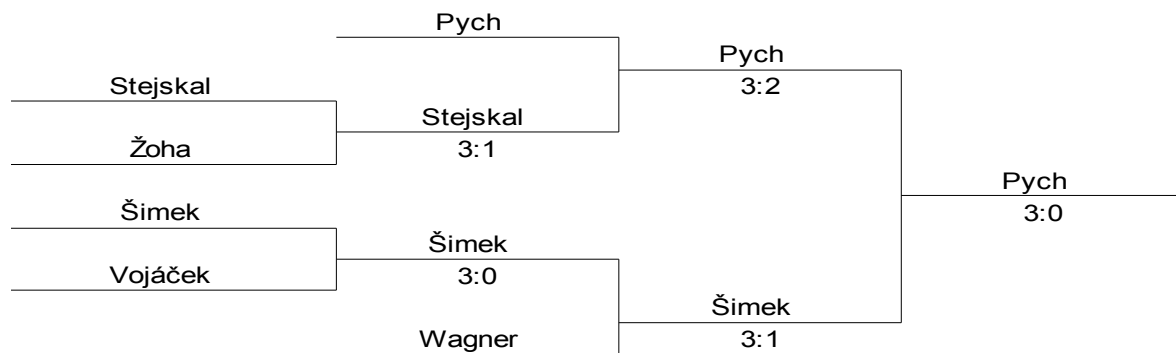 Pych
Pych
3:2
Stejskal
Stejskal
3:1
Žoha
Pych
3:0
Šimek
Šimek
3:0
Vojáček
Šimek
3:1
Wagner